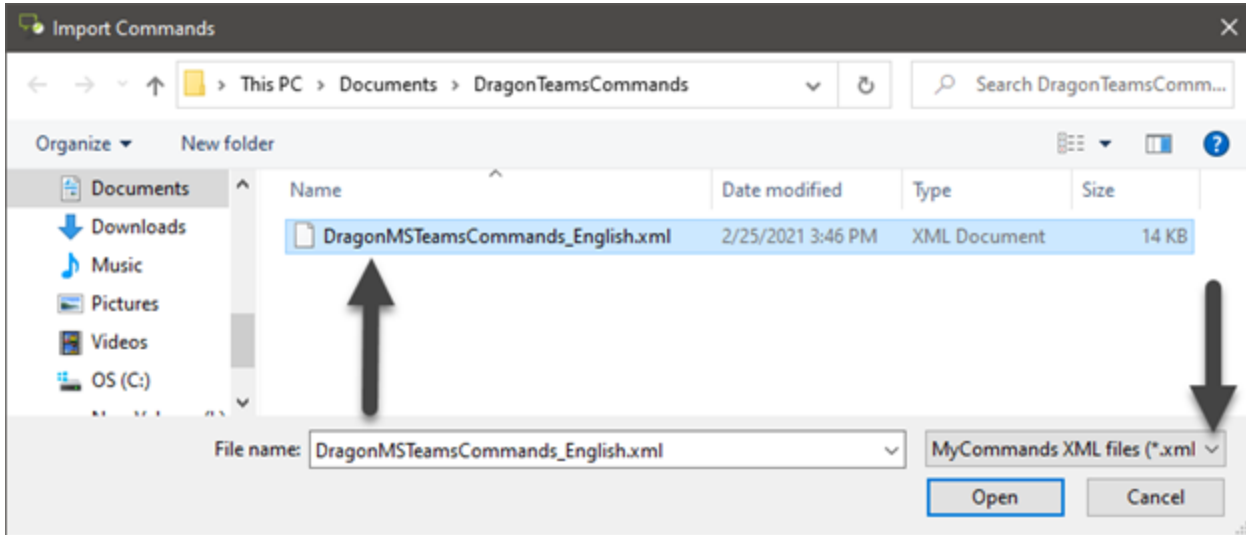 Import Commands
This PC > Documents > DragonTeamsCommands
Search DragonTeamsComm...
Organize
New folder
Documents
Name
Date modified
Type
Size
Downloads
DragonMSTeamsCommands_English.xml
2/25/2021 3:46 PM
XML Document
14 KB
Music
Pictures
Videos
OS (C:)
File name:
DragonMSTeamsCommands_English.xml
MyCommands XML files (*.xml
Open
Cancel